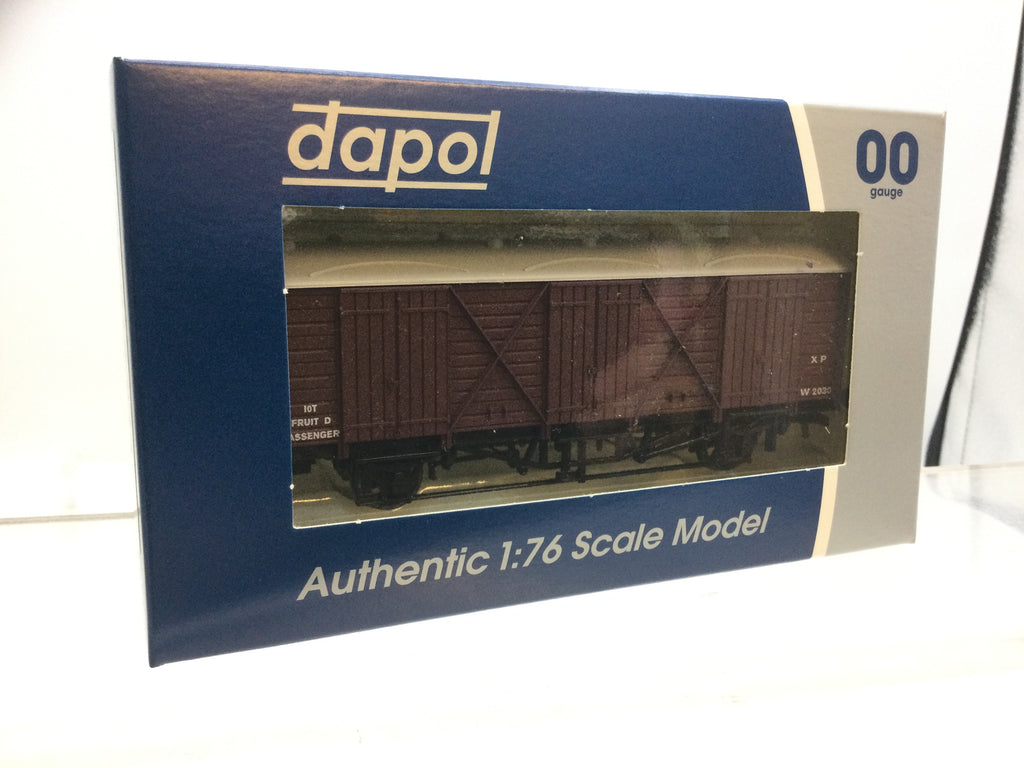 dapol
00
gauge
X P
W 2030
10T
FRUIT D
ASSENGER
Authentic 1:76 Scale Model